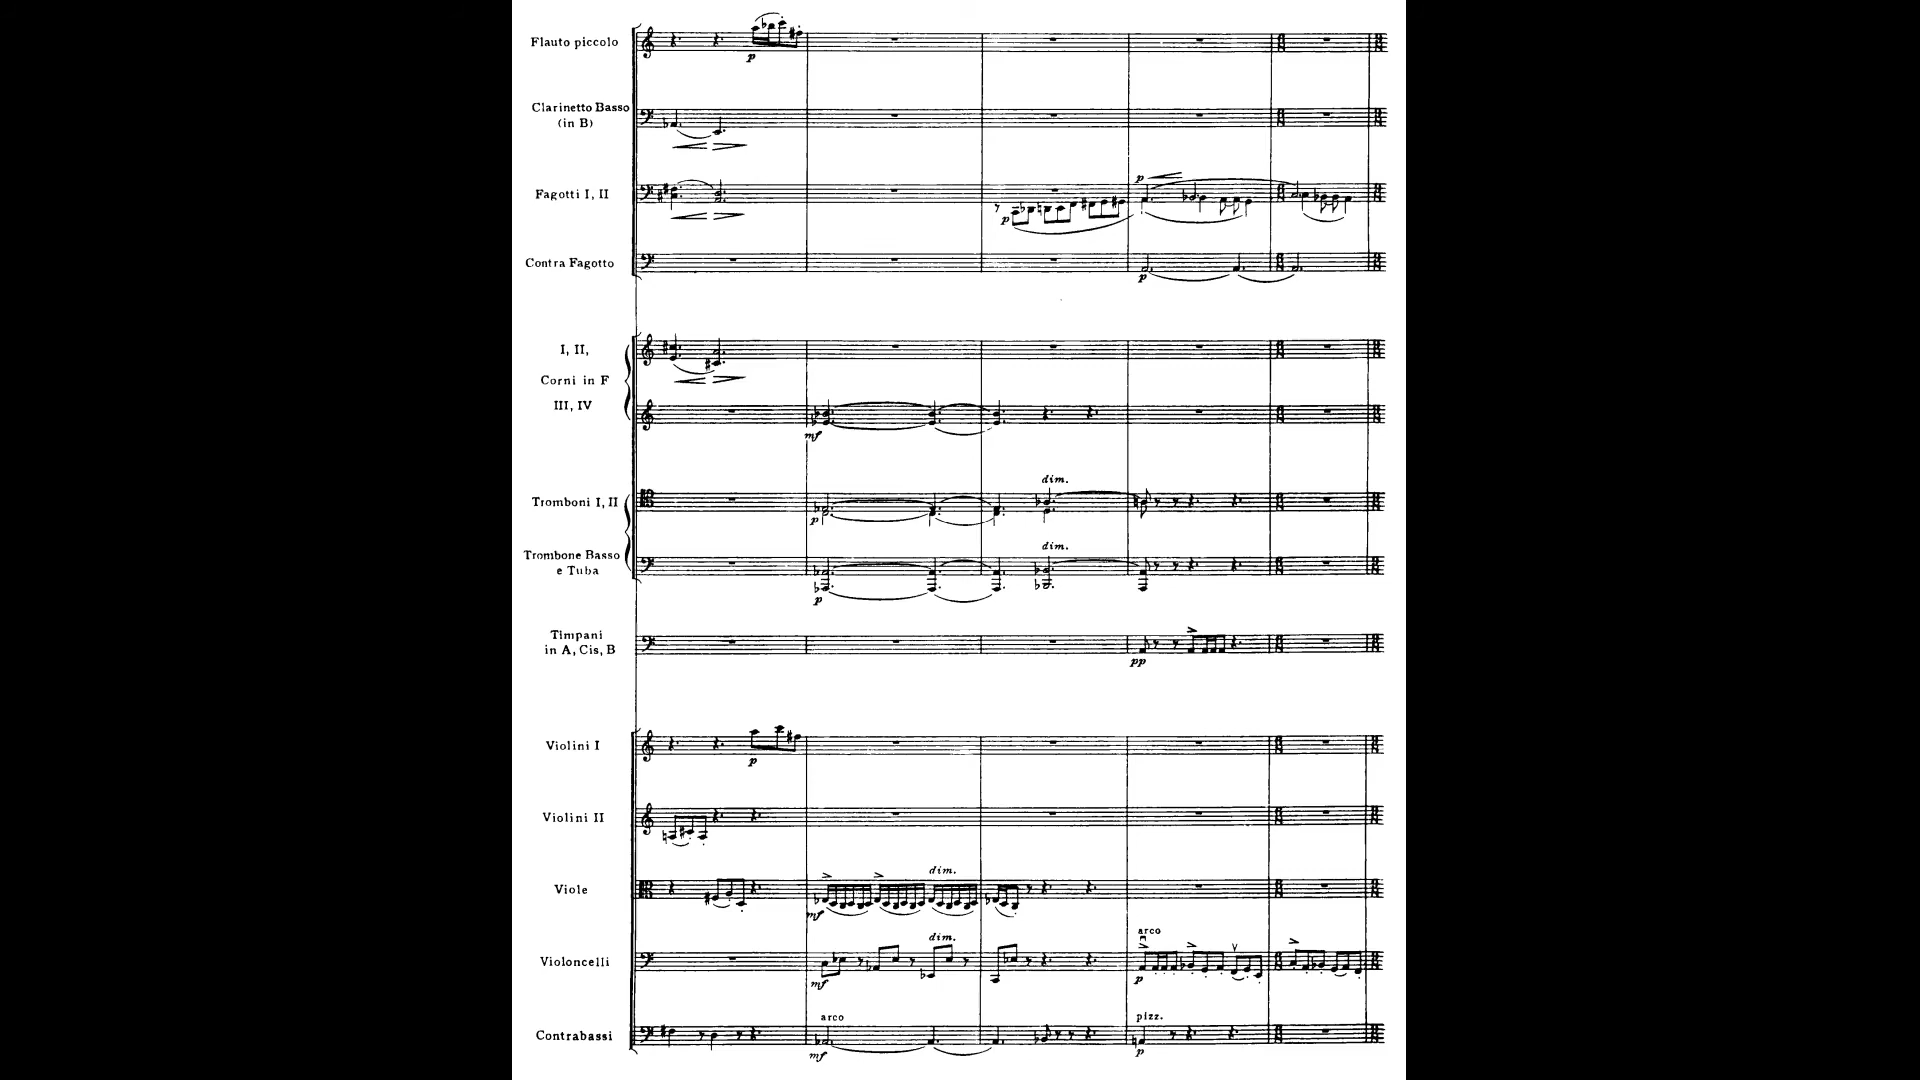 Flauto piccolo
p
Clarinetto Basso
(in B)
Fagotti I, II
p
p
Contra Fagotto
p
I, II,
Corni in F
III, IV
mf
dim.
Tromboni I, II
p
dim.
Trombone Basso
e Tuba
p
Timpani
in A, Cis, B
pp
Violini I
p
Violini II
dim.
Viole
mf
arco
dim.
Violoncelli
mf
p
arco
pizz.
Contrabassi
mf
p